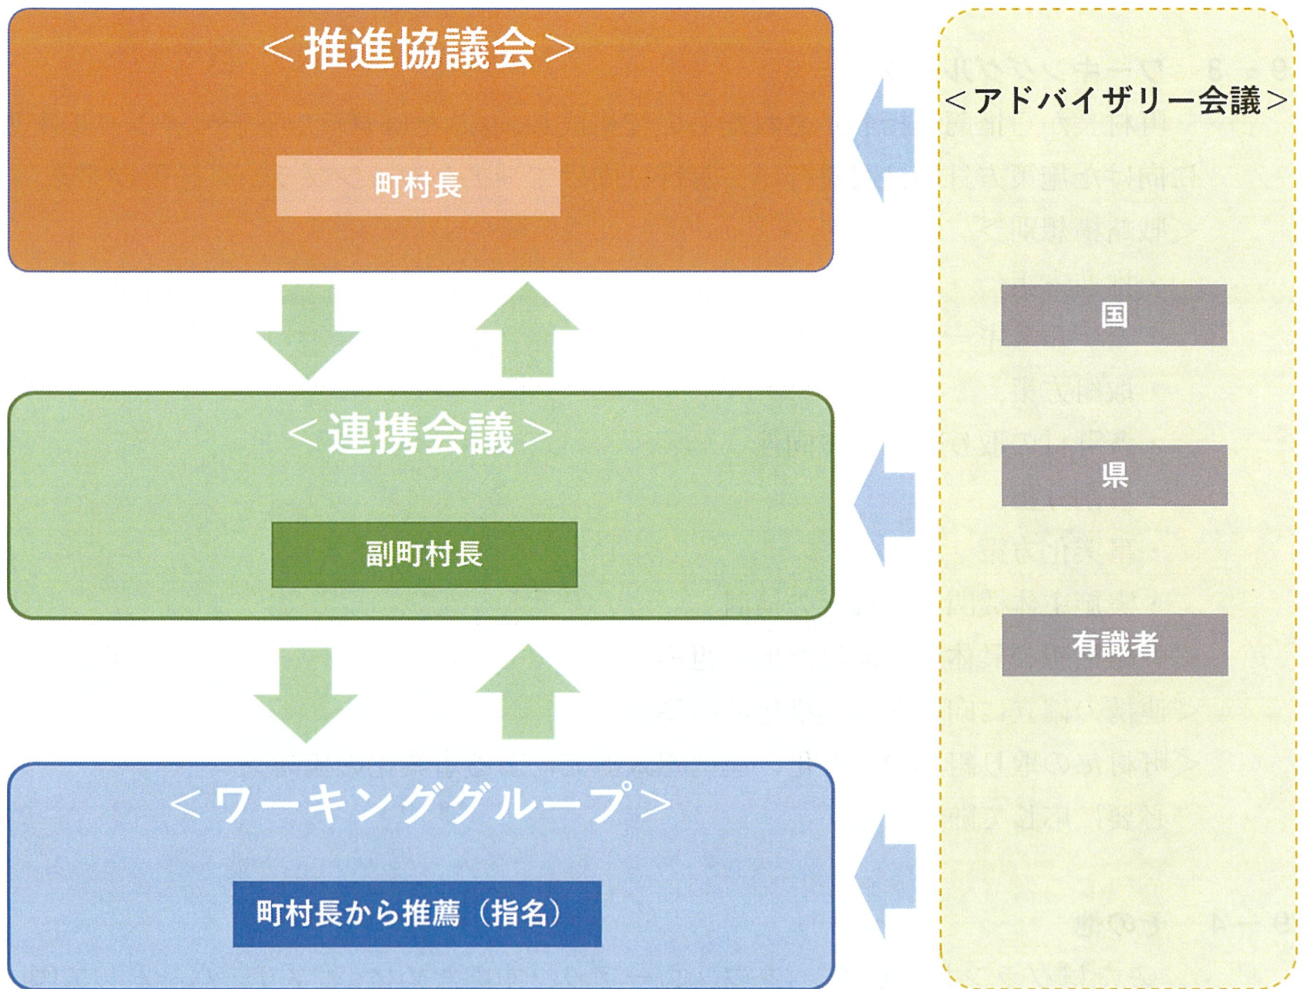 ＜推進協議会＞
町村長
＜連携会議＞
副町村長
＜ワーキンググループ＞
町村長から推薦（指名）
＜アドバイザリー会議＞
国
県
有識者